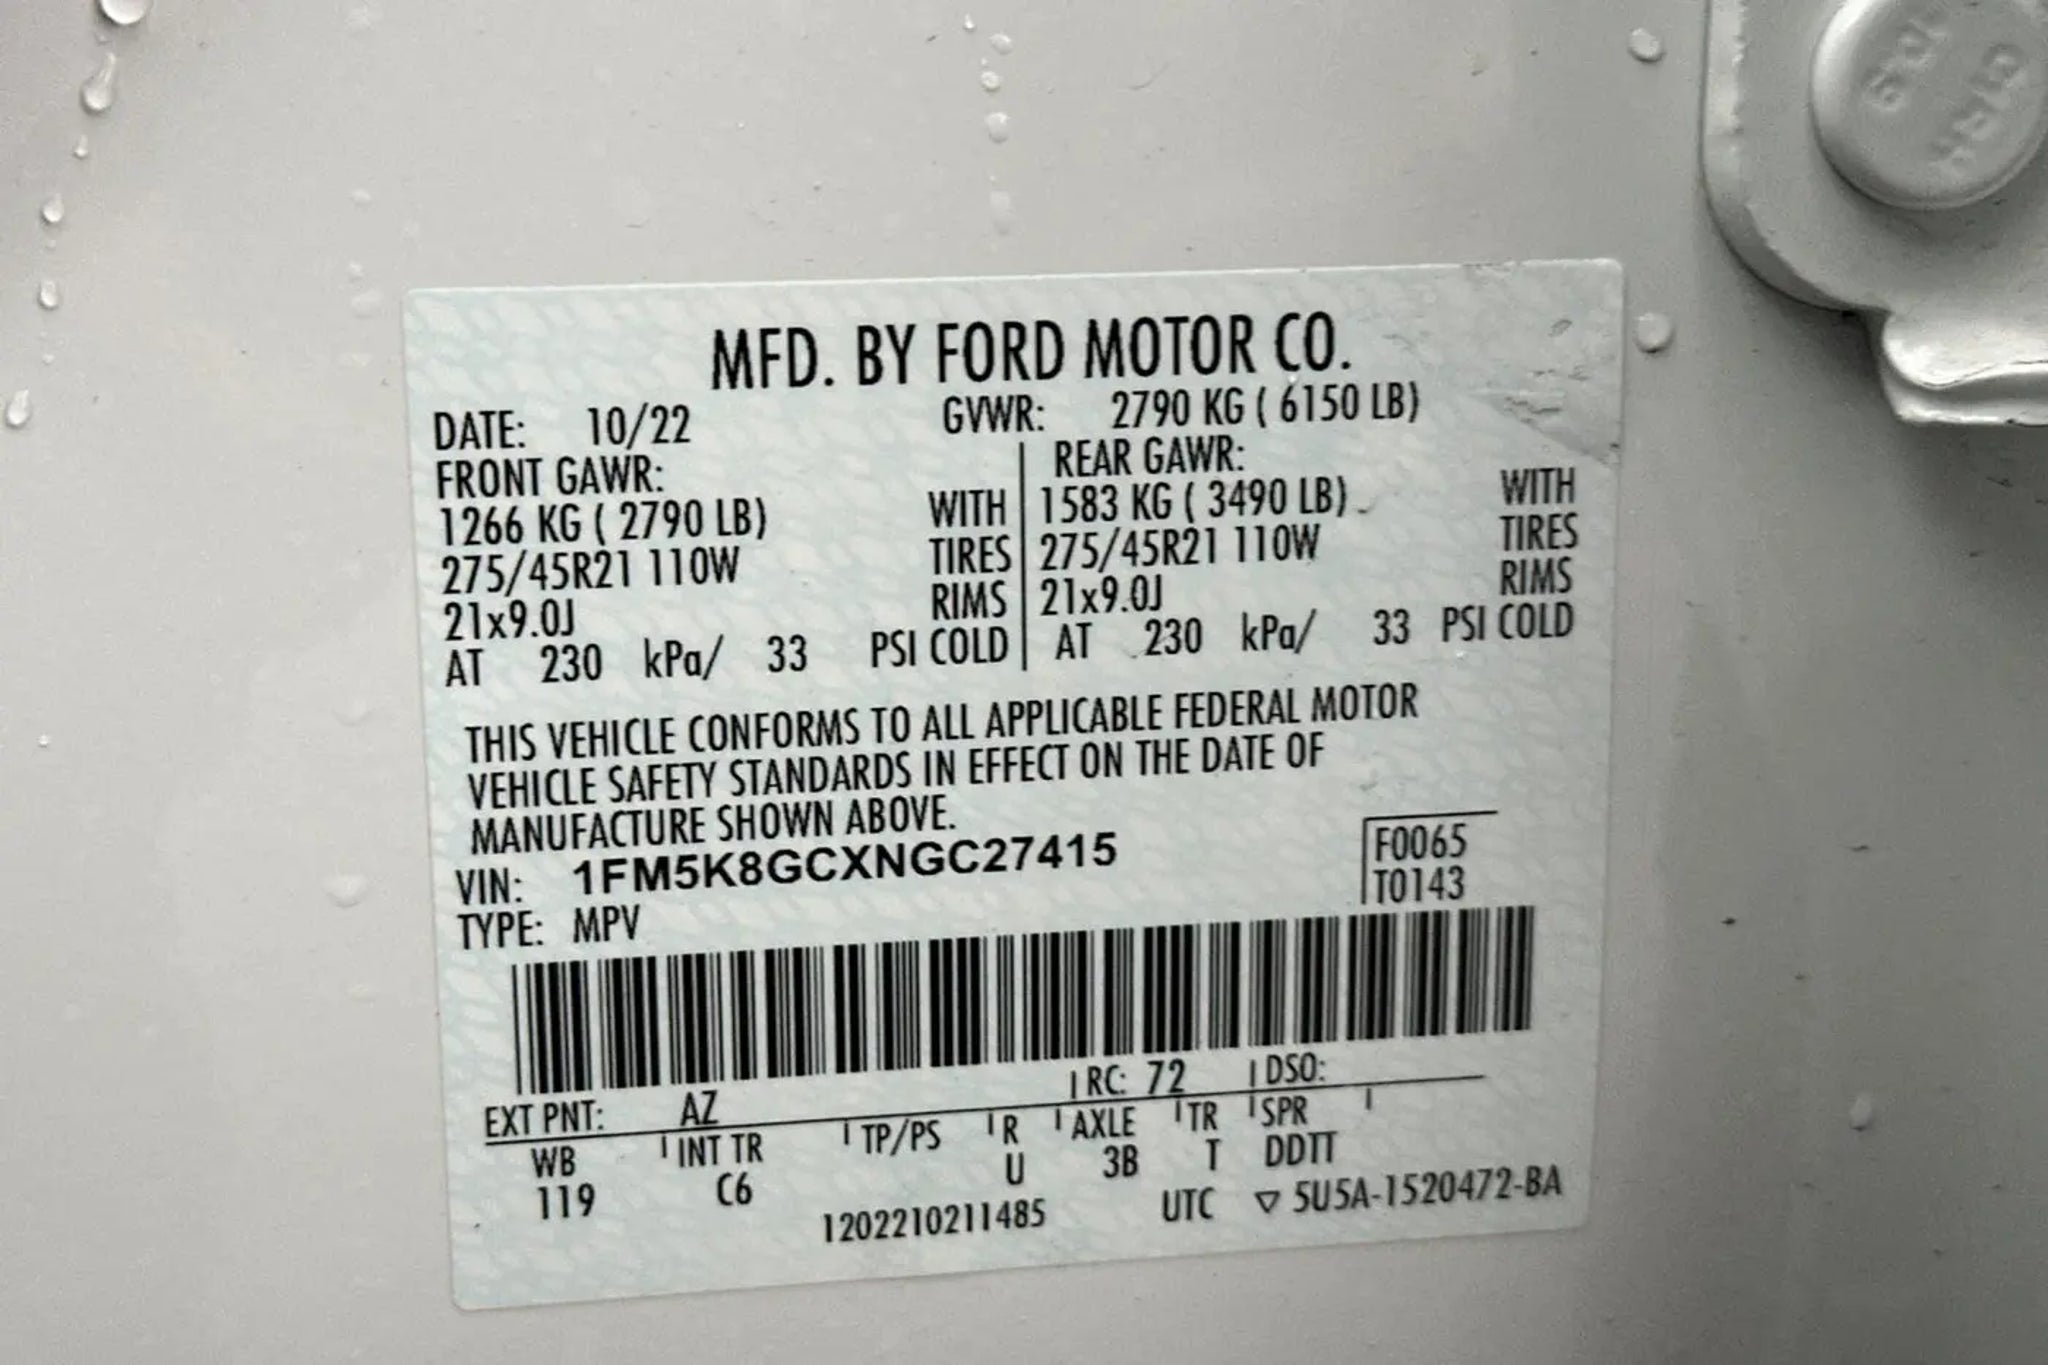 MFD. BY FORD MOTOR CO.
DATE: 10/22 GVWR: 2790 KG ( 6150 LB)
FRONT GAWR: REAR GAWR:
1266 KG ( 2790 LB) WITH 1583 KG ( 3490 LB) WITH
275/45R21 110W TIRES 275/45R21 110W TIRES
21x9.0J RIMS 21x9.0J RIMS
AT 230 kPa/ 33 PSI COLD AT 230 kPa/ 33 PSI COLD
THIS VEHICLE CONFORMS TO ALL APPLICABLE FEDERAL MOTOR
VEHICLE SAFETY STANDARDS IN EFFECT ON THE DATE OF
MANUFACTURE SHOWN ABOVE.
VIN: 1FM5K8GCXNGC27415 F0065
TYPE: MPV T0143
EXT PNT: AZ RC: 72 DSO:
WB INT TR TP/PS R AXLE TR SPR
119 C6 U 3B T DDTT
1202210211485 UTC ▽ 5U5A-1520472-BA